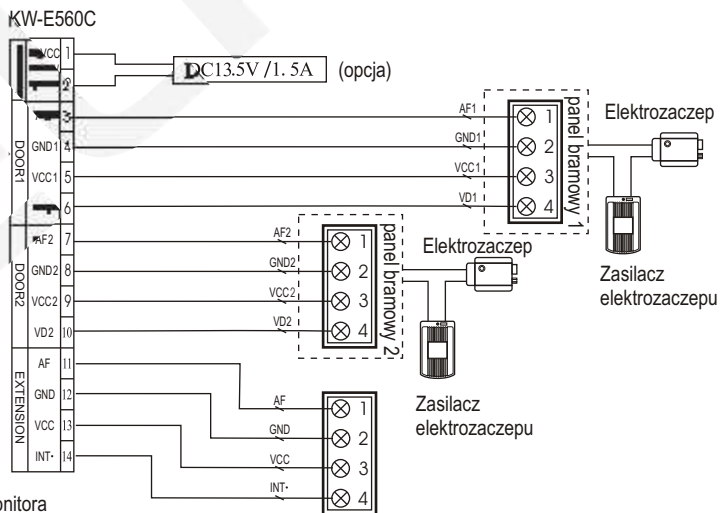 KW-E560C
VCC 1
2
DC13.5V /1. 5A (opcja)
3
DOOR1
GND1 4
VCC1 5
6
AF1
GND1
VCC1
VD1
1
2
3
4
panel bramowy 1
Elektrozaczep
Zasilacz
elektrozaczepu
DOOR2
AF2 7
GND2 8
VCC2 9
VD2 10
AF2
GND2
VCC2
VD2
1
2
3
4
panel bramowy 2
Elektrozaczep
Zasilacz
elektrozaczepu
EXTENSION
AF 11
GND 12
VCC 13
INT· 14
AF
GND
VCC
INT·
1
2
3
4